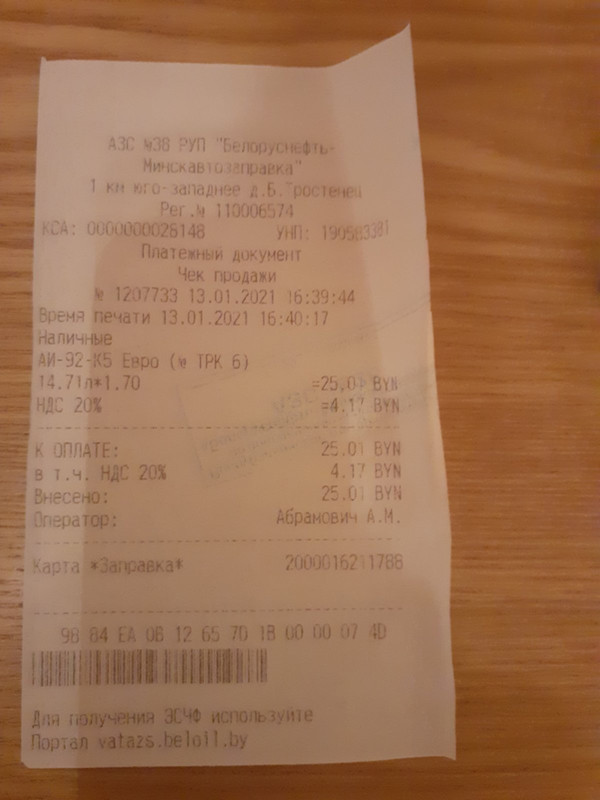 АЗС №38 РУП "Белоруснефть-
Минскавтозаправка"
1 км юго-западнее д.Б.Тростенец
Рег.№ 110006574
КСА: 0000000028148 УНП: 190583381
Платежный документ
Чек продажи
№ 1207733 13.01.2021 16:39:44
Время печати 13.01.2021 16:40:17
Наличные
АИ-92-К5 Евро (№ ТРК 6)
14.71л*1.70 =25.01 BYN
НДС 20% =4.17 BYN
К ОПЛАТЕ: 25.01 BYN
в т.ч. НДС 20% 4.17 BYN
Внесено: 25.01 BYN
Оператор: Абрамович А.М.
Карта *Заправка* 2000016211788
98 84 EA 06 12 65 7D 1B 00 00 07 4D
Для получения ЭСЧФ используйте
Портал vatazs.beloil.by